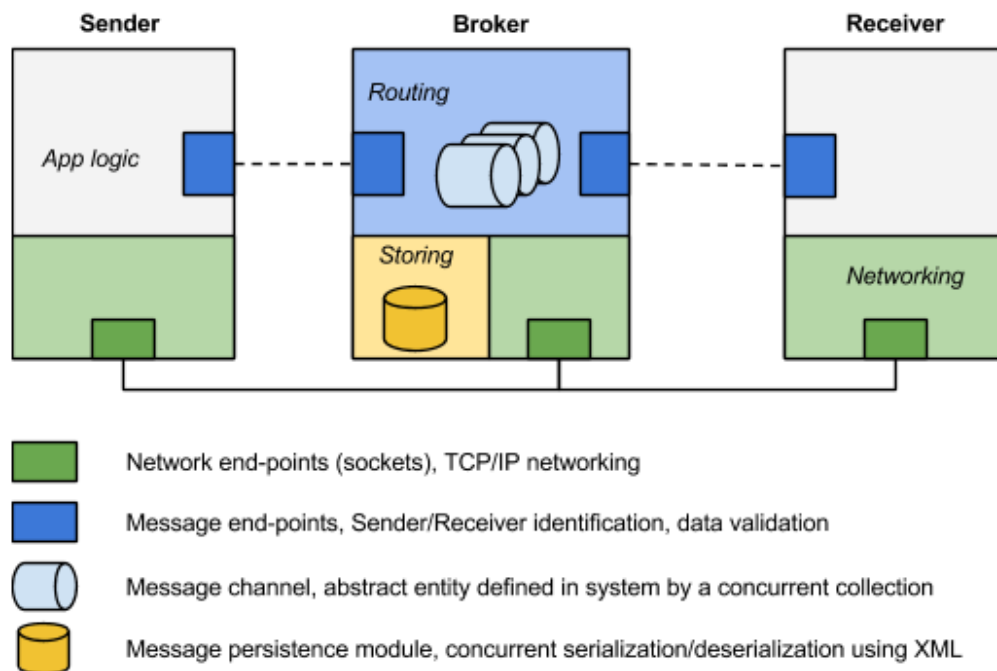 Sender
Broker
Receiver
Routing
App logic
Storing
Networking
Network end-points (sockets), TCP/IP networking
Message end-points, Sender/Receiver identification, data validation
Message channel, abstract entity defined in system by a concurrent collection
Message persistence module, concurrent serialization/deserialization using XML